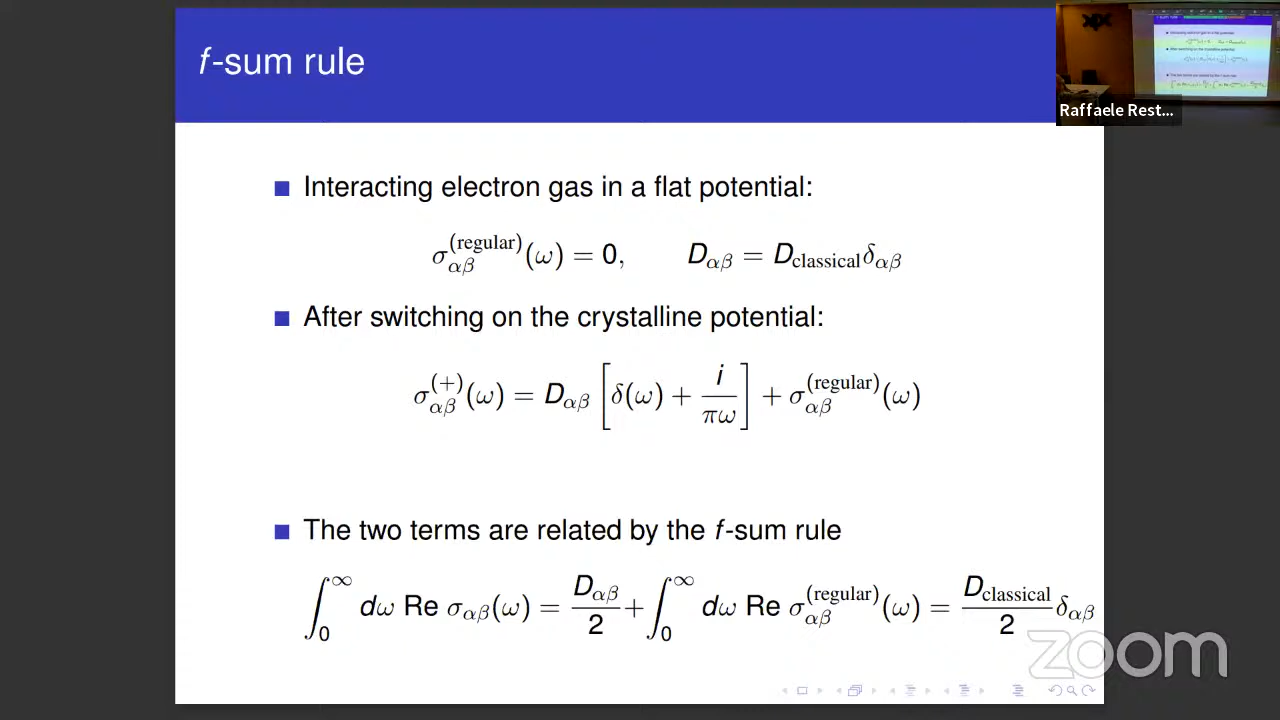 f-sum rule
Raffaele Rest...
Interacting electron gas in a flat potential:
σ_{αβ}^{(regular)}(ω) = 0, D_{αβ} = D_{classical}δ_{αβ}
After switching on the crystalline potential:
σ_{αβ}^{(+)}(ω) = D_{αβ} [δ(ω) + i/(πω)] + σ_{αβ}^{(regular)}(ω)
The two terms are related by the f-sum rule
∫_0^∞ dω Re σ_{αβ}(ω) = D_{αβ}/2 + ∫_0^∞ dω Re σ_{αβ}^{(regular)}(ω) = D_{classical}/2 δ_{αβ}
zoom